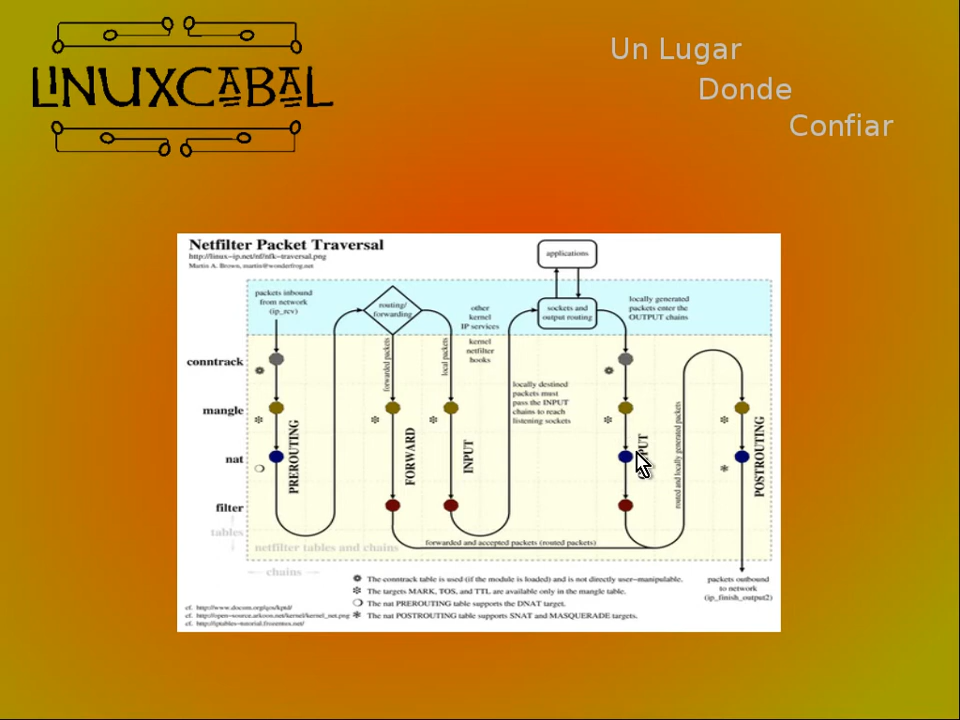 LINUXCABAL
Un Lugar
Donde
Confiar
Netfilter Packet Traversal
http://linux-ip.net/nf/nfk-traversal.png
Martin A. Brown, martin@wonderfrog.net
applications
packets inbound
from network
(ip_rcv)
routing/
forwarding
other
kernel
IP services
sockets and
output routing
locally generated
packets enter the
OUTPUT chains
kernel
netfilter
hooks
forwarded packets
local packets
conntrack
mangle
nat
filter
tables
locally destined
packets must
pass the INPUT
chains to reach
listening sockets
PREROUTING
FORWARD
INPUT
routed and locally generated packets
POSTROUTING
forwarded and accepted packets (routed packets)
netfilter tables and chains
chains
The conntrack table is used (if the module is loaded) and is not directly user-manipulable.
The targets MARK, TOS, and TTL are available only in the mangle table.
The nat PREROUTING table supports the DNAT target.
The nat POSTROUTING table supports SNAT and MASQUERADE targets.
packets outbound
to network
(ip_finish_output2)
cf. http://www.docum.org/qos/kptd/
cf. http://open-source.arkoon.net/kernel/kernel_net.png
cf. http://iptables-tutorial.frozentux.net/